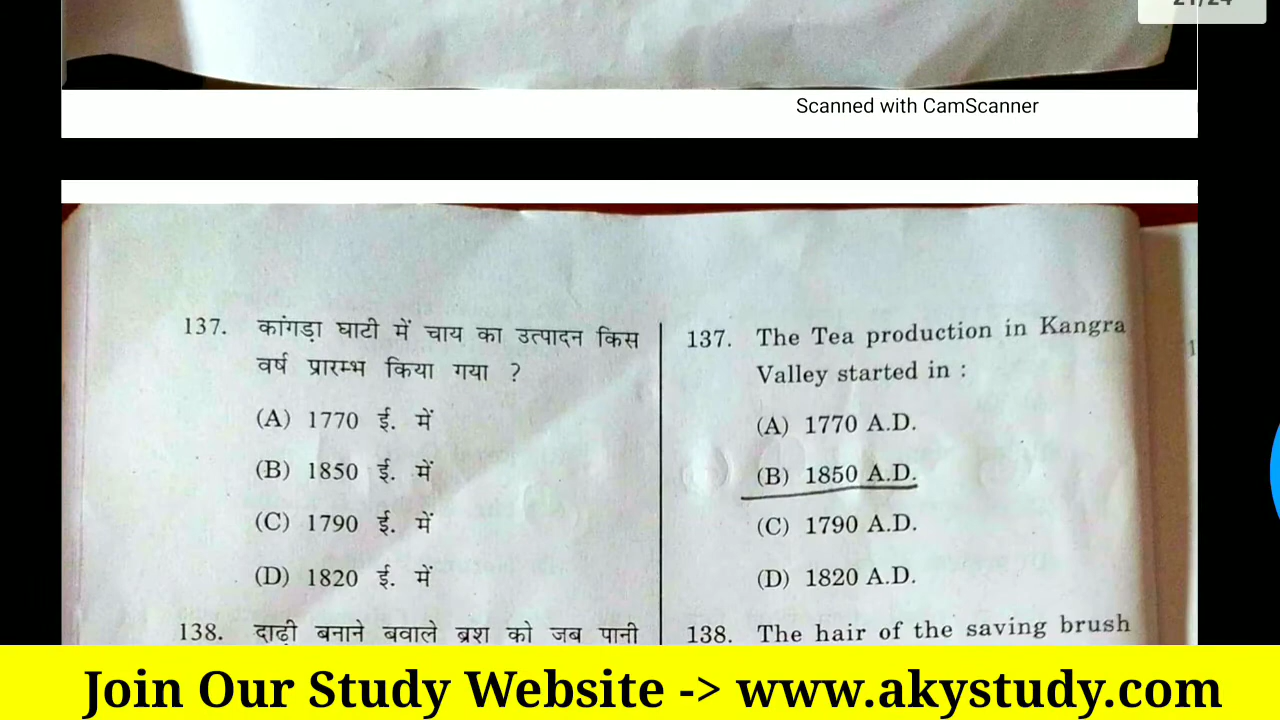 21/24
Scanned with CamScanner
137. कांगड़ा घाटी में चाय का उत्पादन किस
वर्ष प्रारम्भ किया गया ?
(A) 1770 ई. में
(B) 1850 ई. में
(C) 1790 ई. में
(D) 1820 ई. में
138. दाढ़ी बनाने बवाले ब्रश को जब पानी
137. The Tea production in Kangra
Valley started in :
(A) 1770 A.D.
(B) 1850 A.D.
(C) 1790 A.D.
(D) 1820 A.D.
138. The hair of the saving brush
Join Our Study Website -> www.akystudy.com